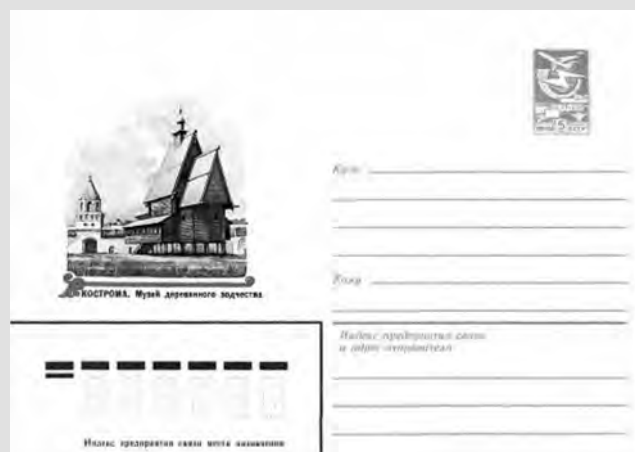 Куда
Кому
КОСТРОМА. Музей деревянного зодчества
Индекс предприятия связи
и адрес отправителя
Индекс предприятия связи места назначения